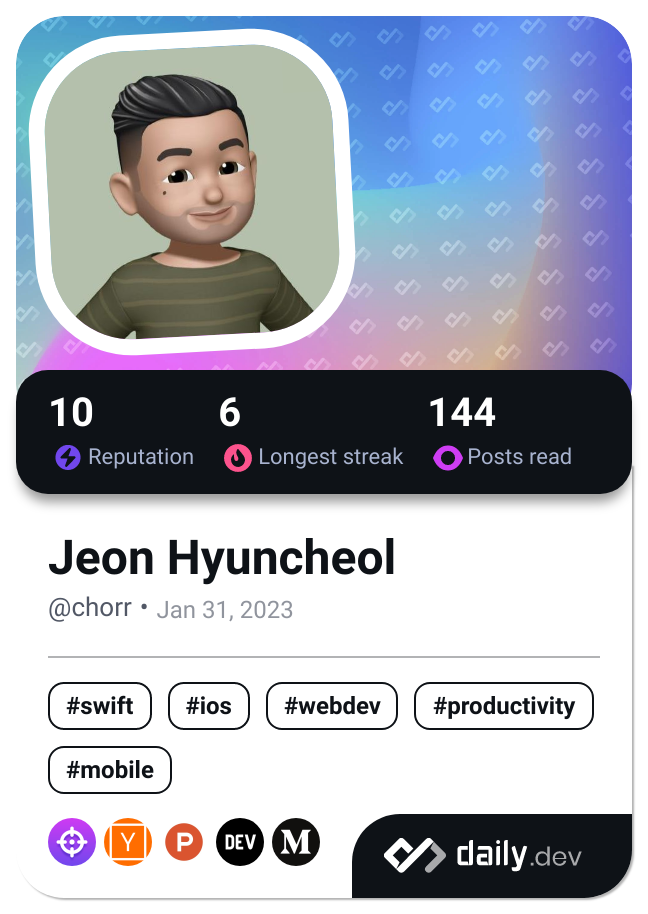 10 6 144
Reputation Longest streak Posts read
Jeon Hyuncheol
@chorr • Jan 31, 2023
#swift #ios #webdev #productivity
#mobile
Y P DEV M daily.dev